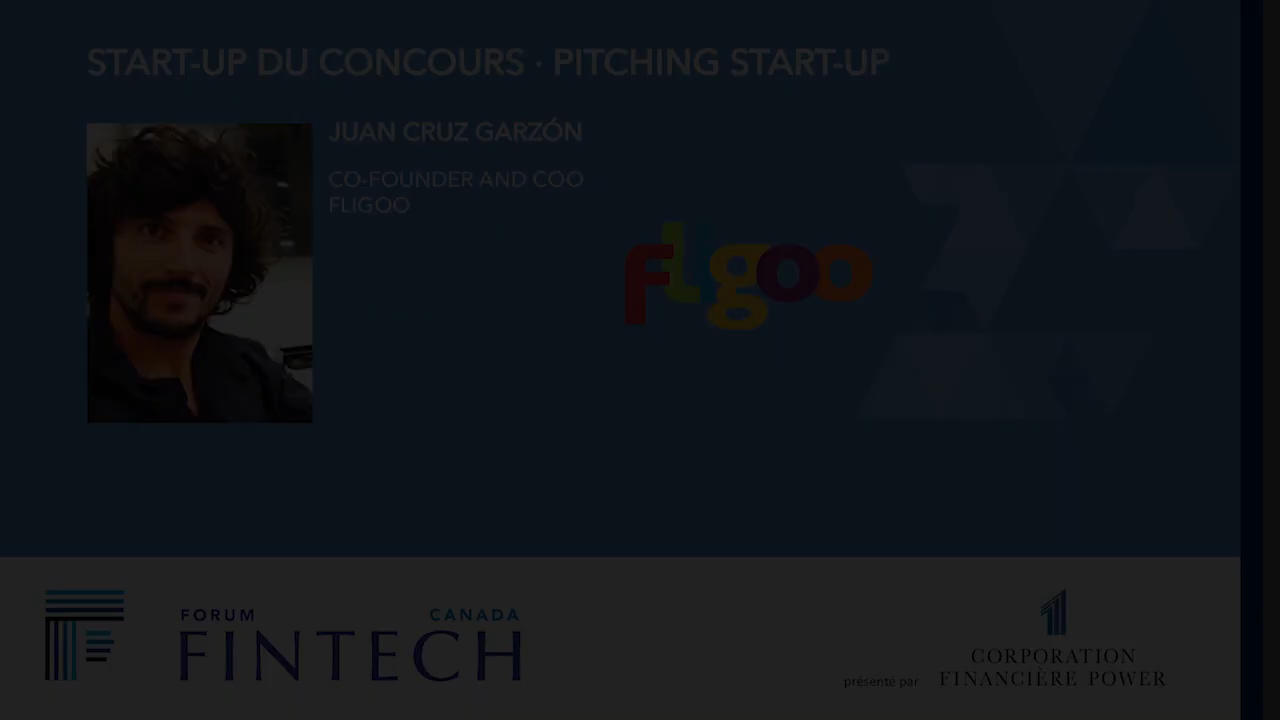 START-UP DU CONCOURS · PITCHING START-UP
JUAN CRUZ GARZÓN
CO-FOUNDER AND COO
FLIGOO
fligoo
FORUM CANADA
FINTECH
présenté par
CORPORATION
FINANCIÈRE POWER